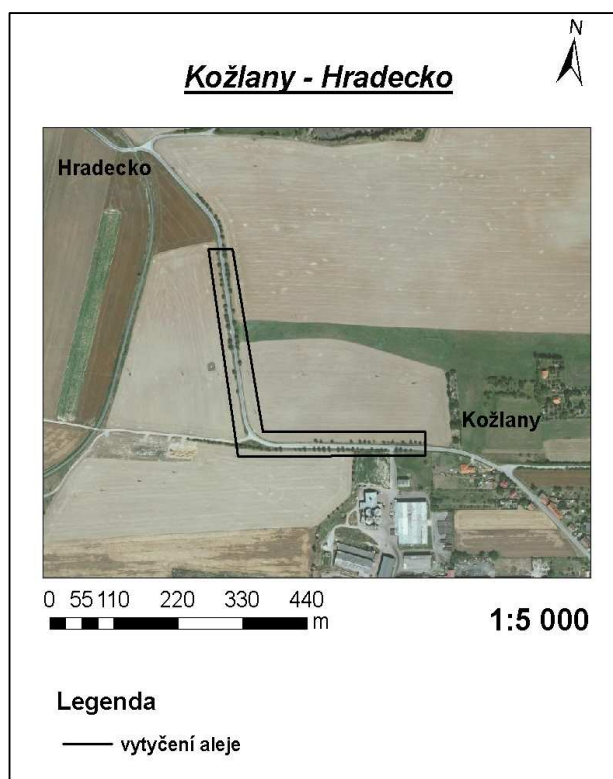 N
Kožlany - Hradecko
Hradecko
Kožlany
0 55 110 220 330 440
m
1:5 000
Legenda
vytyčení aleje